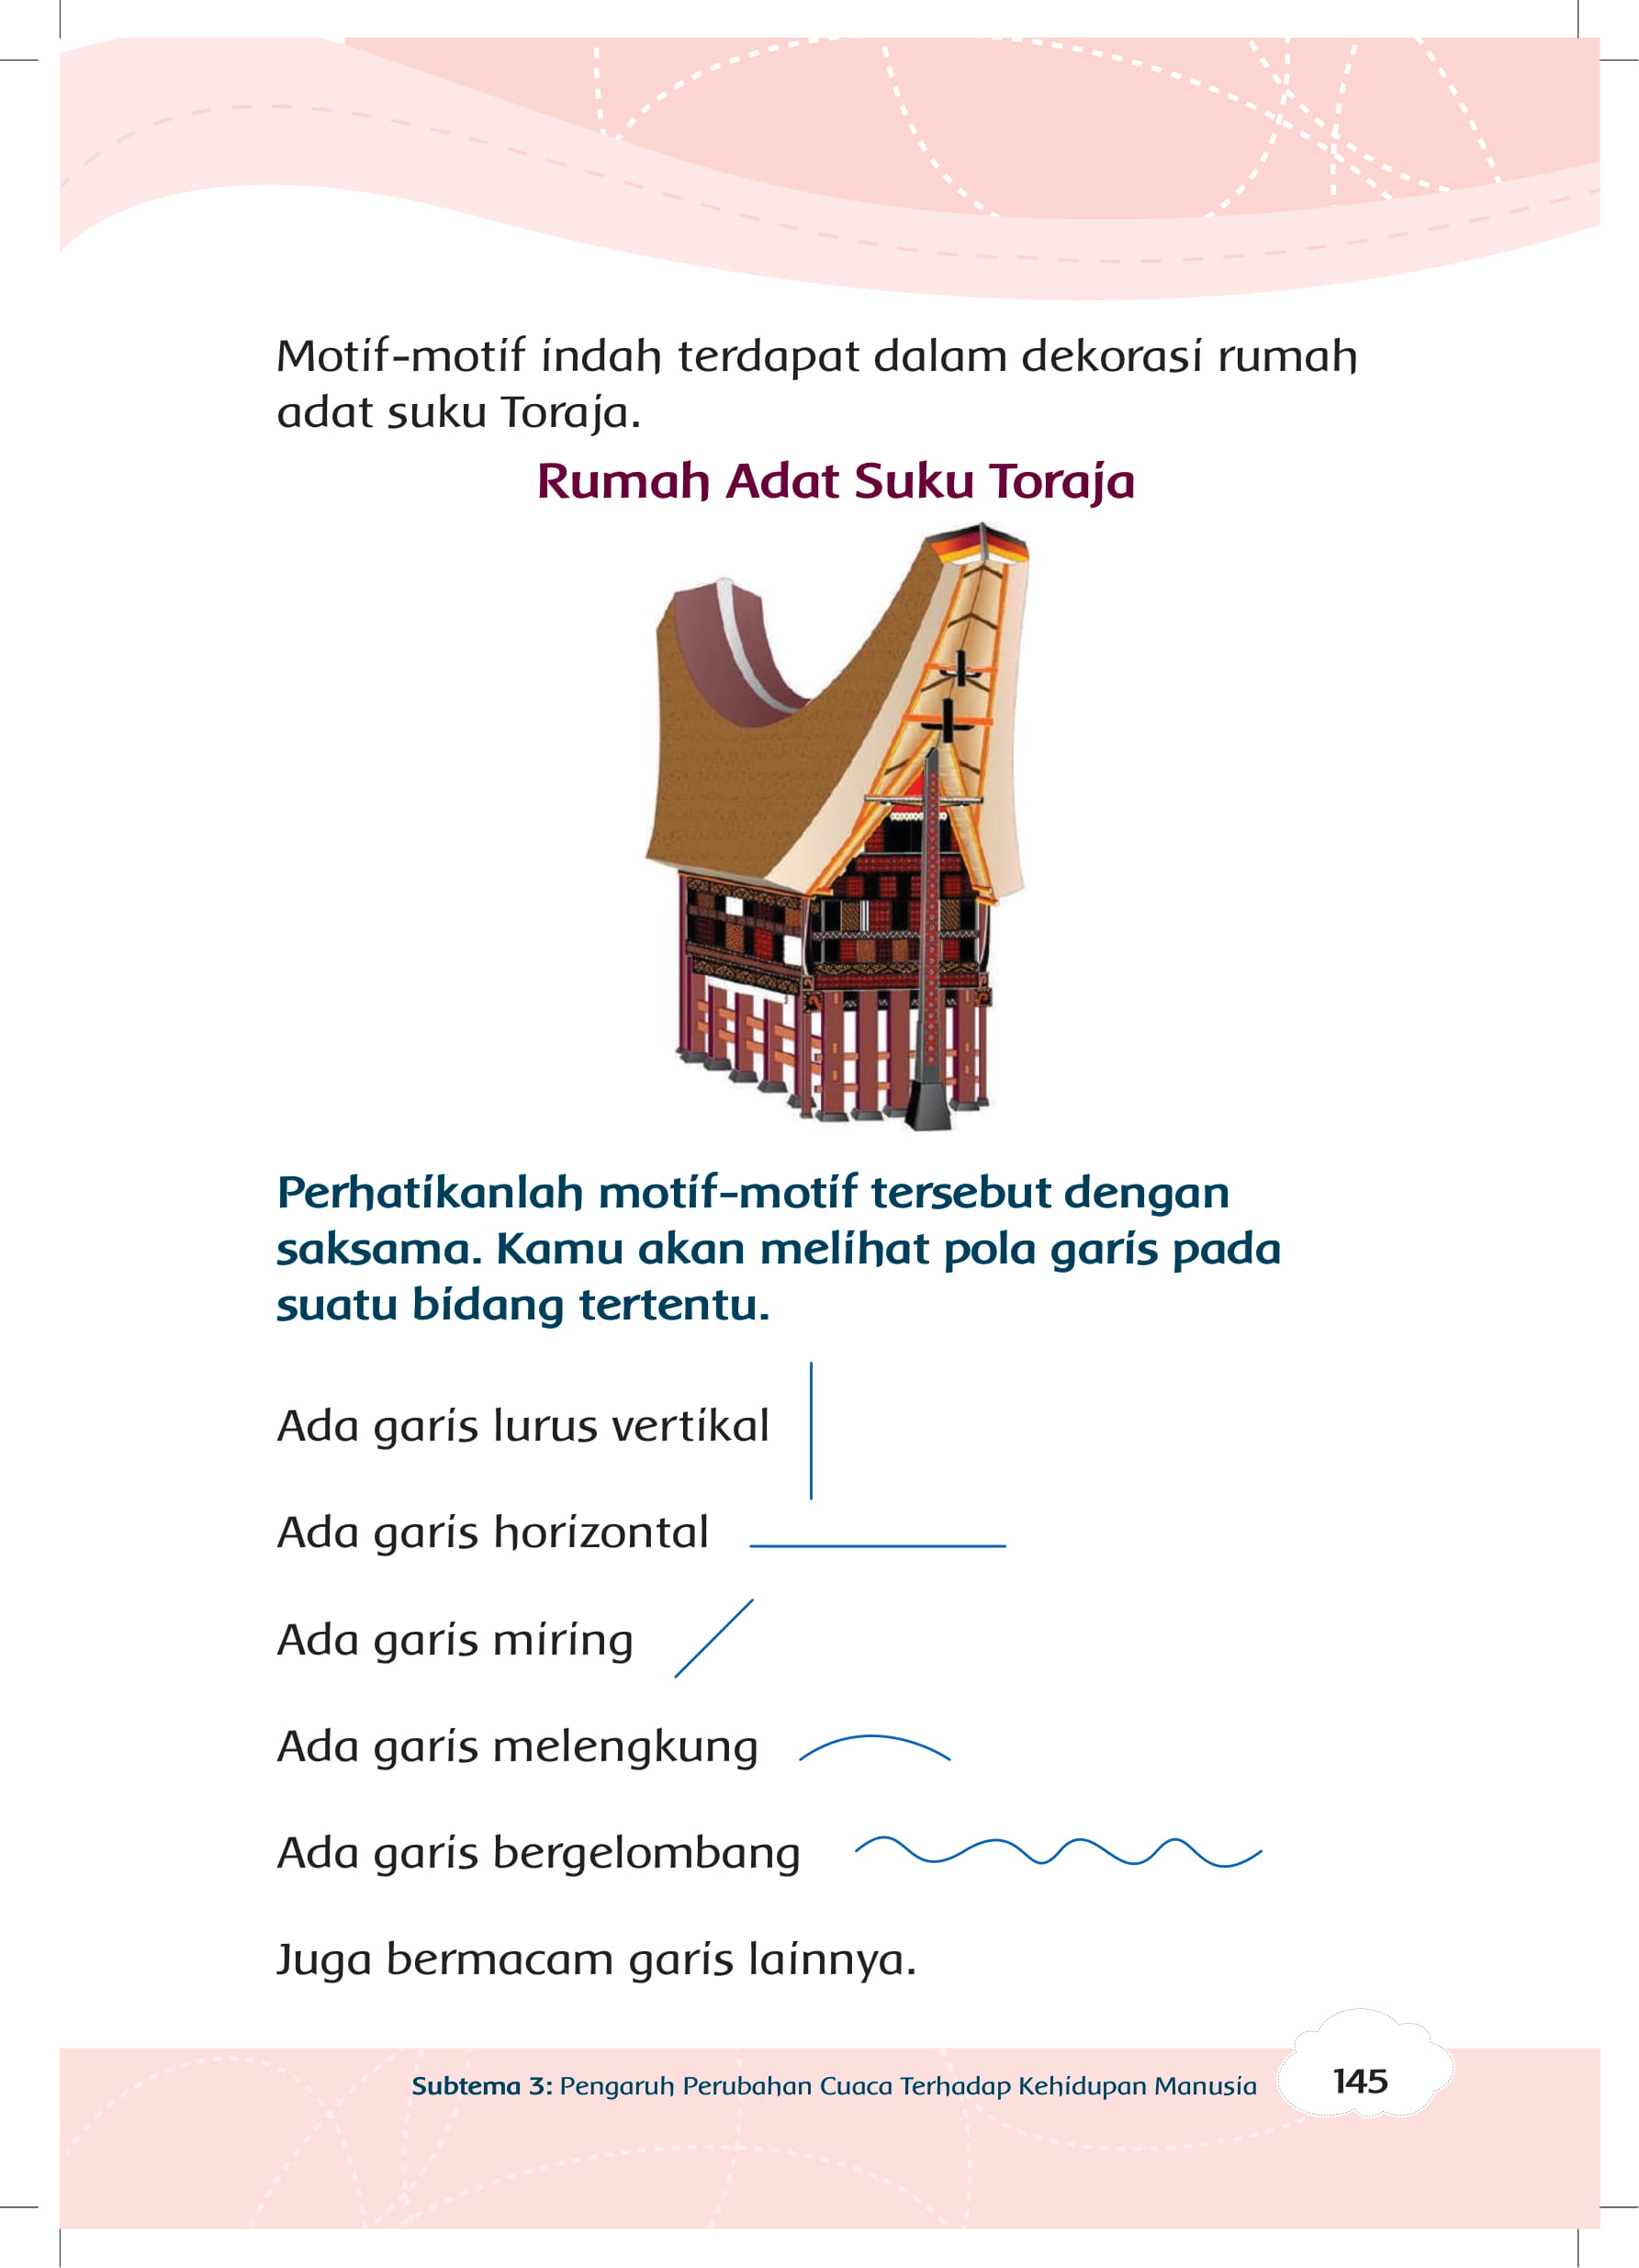 Motif-motif indah terdapat dalam dekorasi rumah
adat suku Toraja.
Rumah Adat Suku Toraja
Perhatikanlah motif-motif tersebut dengan
saksama. Kamu akan melihat pola garis pada
suatu bidang tertentu.
Ada garis lurus vertikal
Ada garis horizontal
Ada garis miring
Ada garis melengkung
Ada garis bergelombang
Juga bermacam garis lainnya.
Subtema 3: Pengaruh Perubahan Cuaca Terhadap Kehidupan Manusia
145